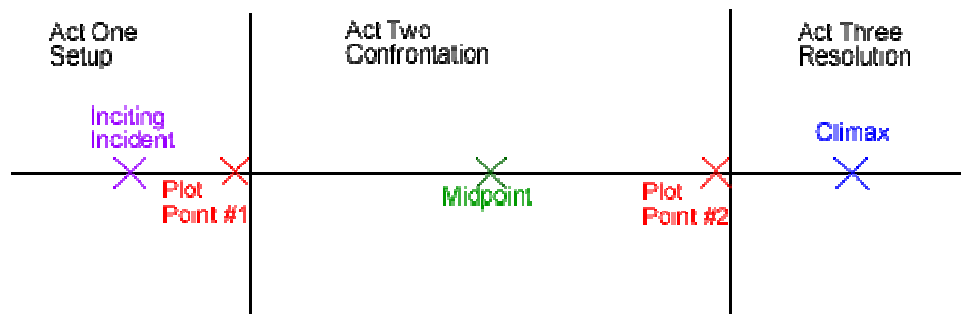 Act One
Setup
Act Two
Confrontation
Act Three
Resolution
Inciting
Incident
Climax
Plot
Point #1
Midpoint
Plot
Point #2